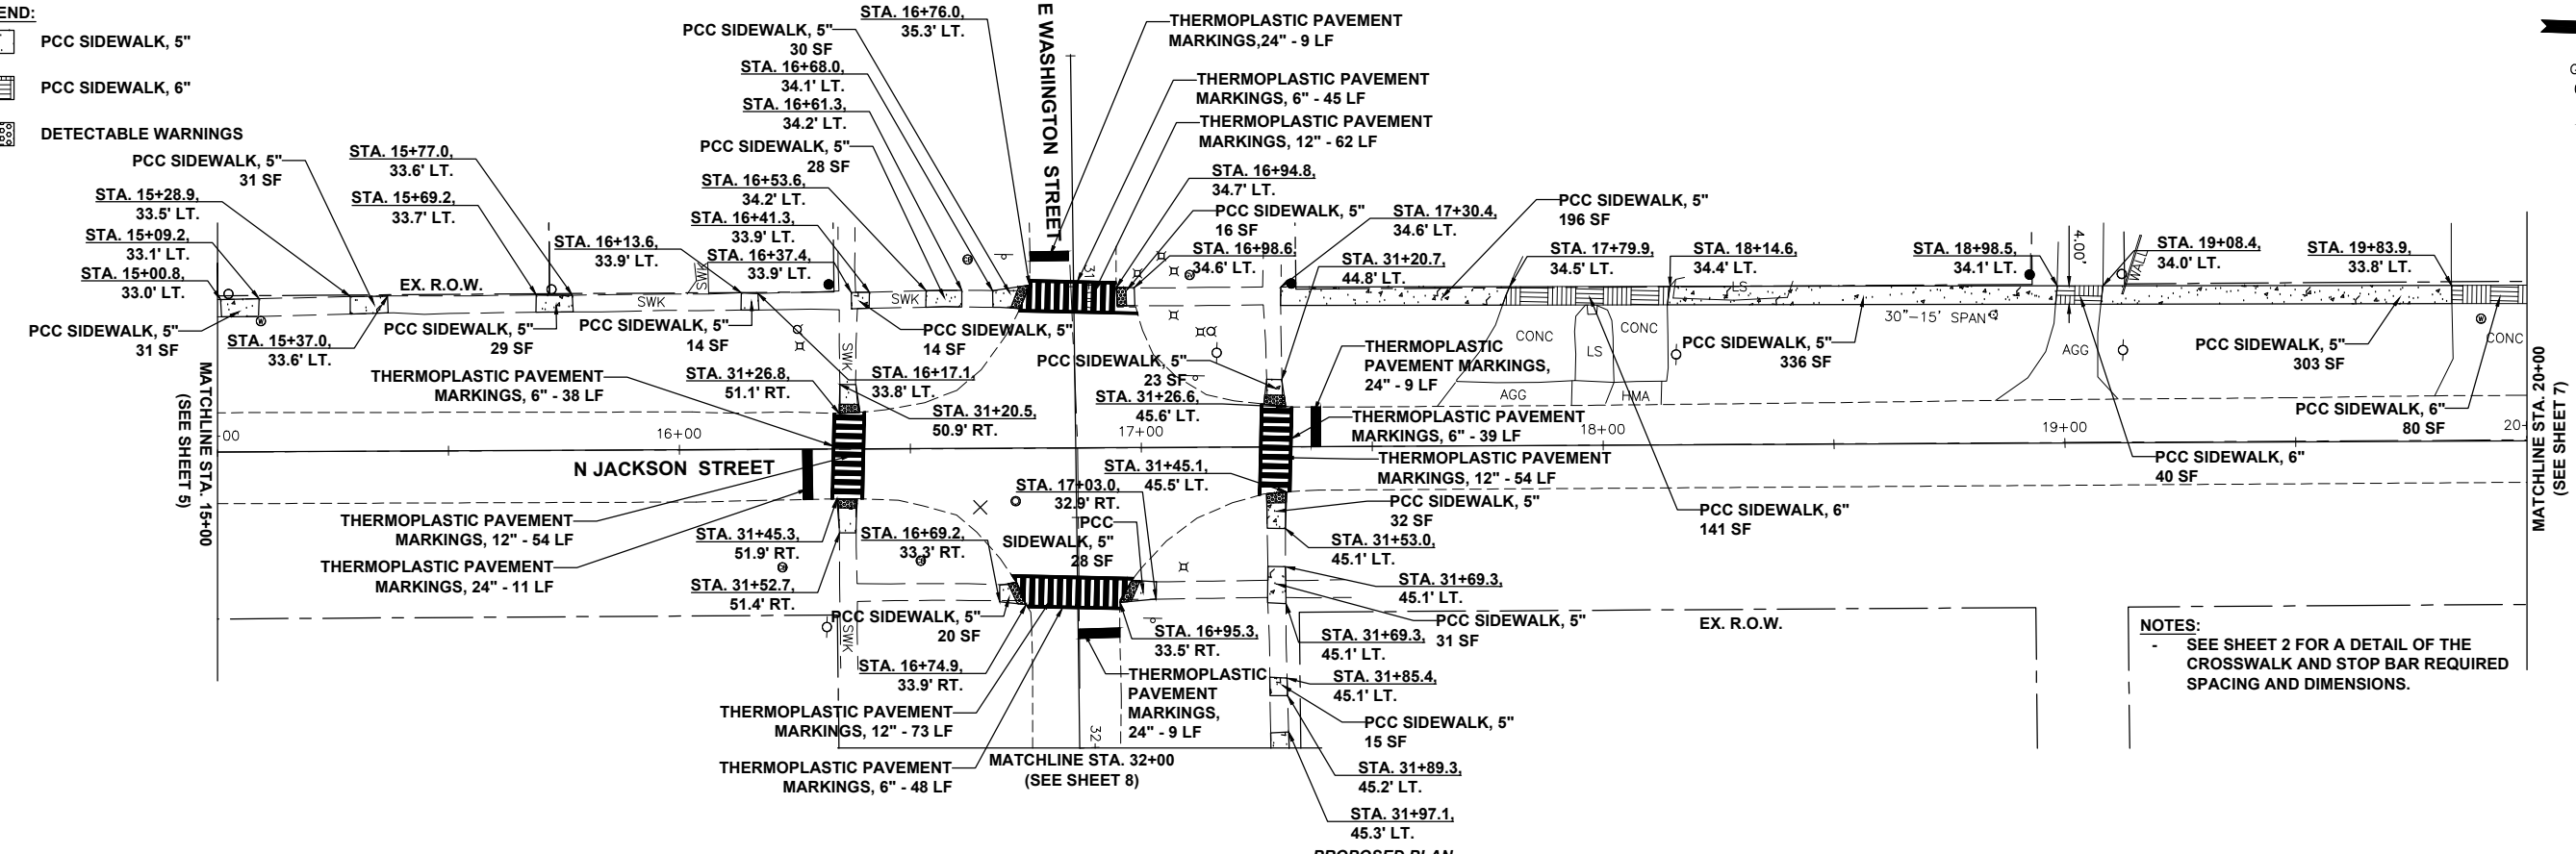 END:
PCC SIDEWALK, 5"
PCC SIDEWALK, 6"
DETECTABLE WARNINGS
PCC SIDEWALK, 5"
31 SF
STA. 15+28.9,
33.5' LT.
STA. 15+09.2,
33.1' LT.
STA. 15+00.8,
33.0' LT.
PCC SIDEWALK, 5"
31 SF
STA. 15+37.0,
33.6' LT.
STA. 15+77.0,
33.6' LT.
STA. 15+69.2,
33.7' LT.
EX. R.O.W.
PCC SIDEWALK, 5"
29 SF
SWK
SWK
STA. 16+13.6,
33.9' LT.
PCC SIDEWALK, 5"
14 SF
STA. 16+76.0,
35.3' LT.
PCC SIDEWALK, 5"
30 SF
STA. 16+68.0,
34.1' LT.
STA. 16+61.3,
34.2' LT.
PCC SIDEWALK, 5"
28 SF
STA. 16+53.6,
34.2' LT.
STA. 16+41.3,
33.9' LT.
STA. 16+37.4,
33.9' LT.
SWK
PCC SIDEWALK, 5"
14 SF
STA. 16+17.1,
33.8' LT.
SWK
E WASHINGTON STREET
31
THERMOPLASTIC PAVEMENT
MARKINGS,24" - 9 LF
THERMOPLASTIC PAVEMENT
MARKINGS, 6" - 45 LF
THERMOPLASTIC PAVEMENT
MARKINGS, 12" - 62 LF
STA. 16+94.8,
34.7' LT.
PCC SIDEWALK, 5"
16 SF
STA. 16+98.6,
34.6' LT.
STA. 17+30.4,
34.6' LT.
STA. 31+20.7,
44.8' LT.
PCC SIDEWALK, 5"
196 SF
STA. 17+79.9,
34.5' LT.
STA. 18+14.6,
34.4' LT.
LS
STA. 18+98.5,
34.1' LT.
4.00'
WALL
STA. 19+08.4,
34.0' LT.
STA. 19+83.9,
33.8' LT.
30"-15' SPAN
CONC
LS
CONC
AGG
HMA
PCC SIDEWALK, 5"
336 SF
AGG
PCC SIDEWALK, 5"
303 SF
CONC
PCC SIDEWALK, 6"
80 SF
PCC SIDEWALK, 6"
40 SF
PCC SIDEWALK, 6"
141 SF
MATCHLINE STA. 15+00
(SEE SHEET 5)
MATCHLINE STA. 20+00
(SEE SHEET 7)
+00
16+00
17+00
18+00
19+00
20+
N JACKSON STREET
THERMOPLASTIC PAVEMENT
MARKINGS, 6" - 38 LF
STA. 31+26.8,
51.1' RT.
STA. 31+20.5,
50.9' RT.
PCC SIDEWALK, 5"
23 SF
STA. 31+26.6,
45.6' LT.
THERMOPLASTIC
PAVEMENT MARKINGS,
24" - 9 LF
THERMOPLASTIC PAVEMENT
MARKINGS, 6" - 39 LF
THERMOPLASTIC PAVEMENT
MARKINGS, 12" - 54 LF
STA. 31+45.1,
45.5' LT.
STA. 17+03.0,
32.9' RT.
PCC
SIDEWALK, 5"
28 SF
PCC SIDEWALK, 5"
32 SF
STA. 31+53.0,
45.1' LT.
THERMOPLASTIC PAVEMENT
MARKINGS, 12" - 54 LF
THERMOPLASTIC PAVEMENT
MARKINGS, 24" - 11 LF
STA. 31+45.3,
51.9' RT.
STA. 31+52.7,
51.4' RT.
STA. 16+69.2,
33.3' RT.
PCC SIDEWALK, 5"
20 SF
SWK
STA. 16+74.9,
33.9' RT.
THERMOPLASTIC PAVEMENT
MARKINGS, 12" - 73 LF
THERMOPLASTIC PAVEMENT
MARKINGS, 6" - 48 LF
STA. 16+95.3,
33.5' RT.
THERMOPLASTIC
PAVEMENT
MARKINGS,
24" - 9 LF
32+
MATCHLINE STA. 32+00
(SEE SHEET 8)
STA. 31+69.3,
45.1' LT.
PCC SIDEWALK, 5"
31 SF
STA. 31+69.3,
45.1' LT.
STA. 31+85.4,
45.1' LT.
PCC SIDEWALK, 5"
15 SF
STA. 31+89.3,
45.2' LT.
STA. 31+97.1,
45.3' LT.
EX. R.O.W.
NOTES:
- SEE SHEET 2 FOR A DETAIL OF THE
CROSSWALK AND STOP BAR REQUIRED
SPACING AND DIMENSIONS.
PROPOSED PLAN